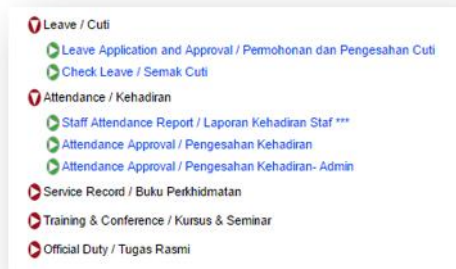 Leave / Cuti
Leave Application and Approval / Permohonan dan Pengesahan Cuti
Check Leave / Semak Cuti
Attendance / Kehadiran
Staff Attendance Report / Laporan Kehadiran Staf ***
Attendance Approval / Pengesahan Kehadiran
Attendance Approval / Pengesahan Kehadiran- Admin
Service Record / Buku Perkhidmatan
Training & Conference / Kursus & Seminar
Official Duty / Tugas Rasmi